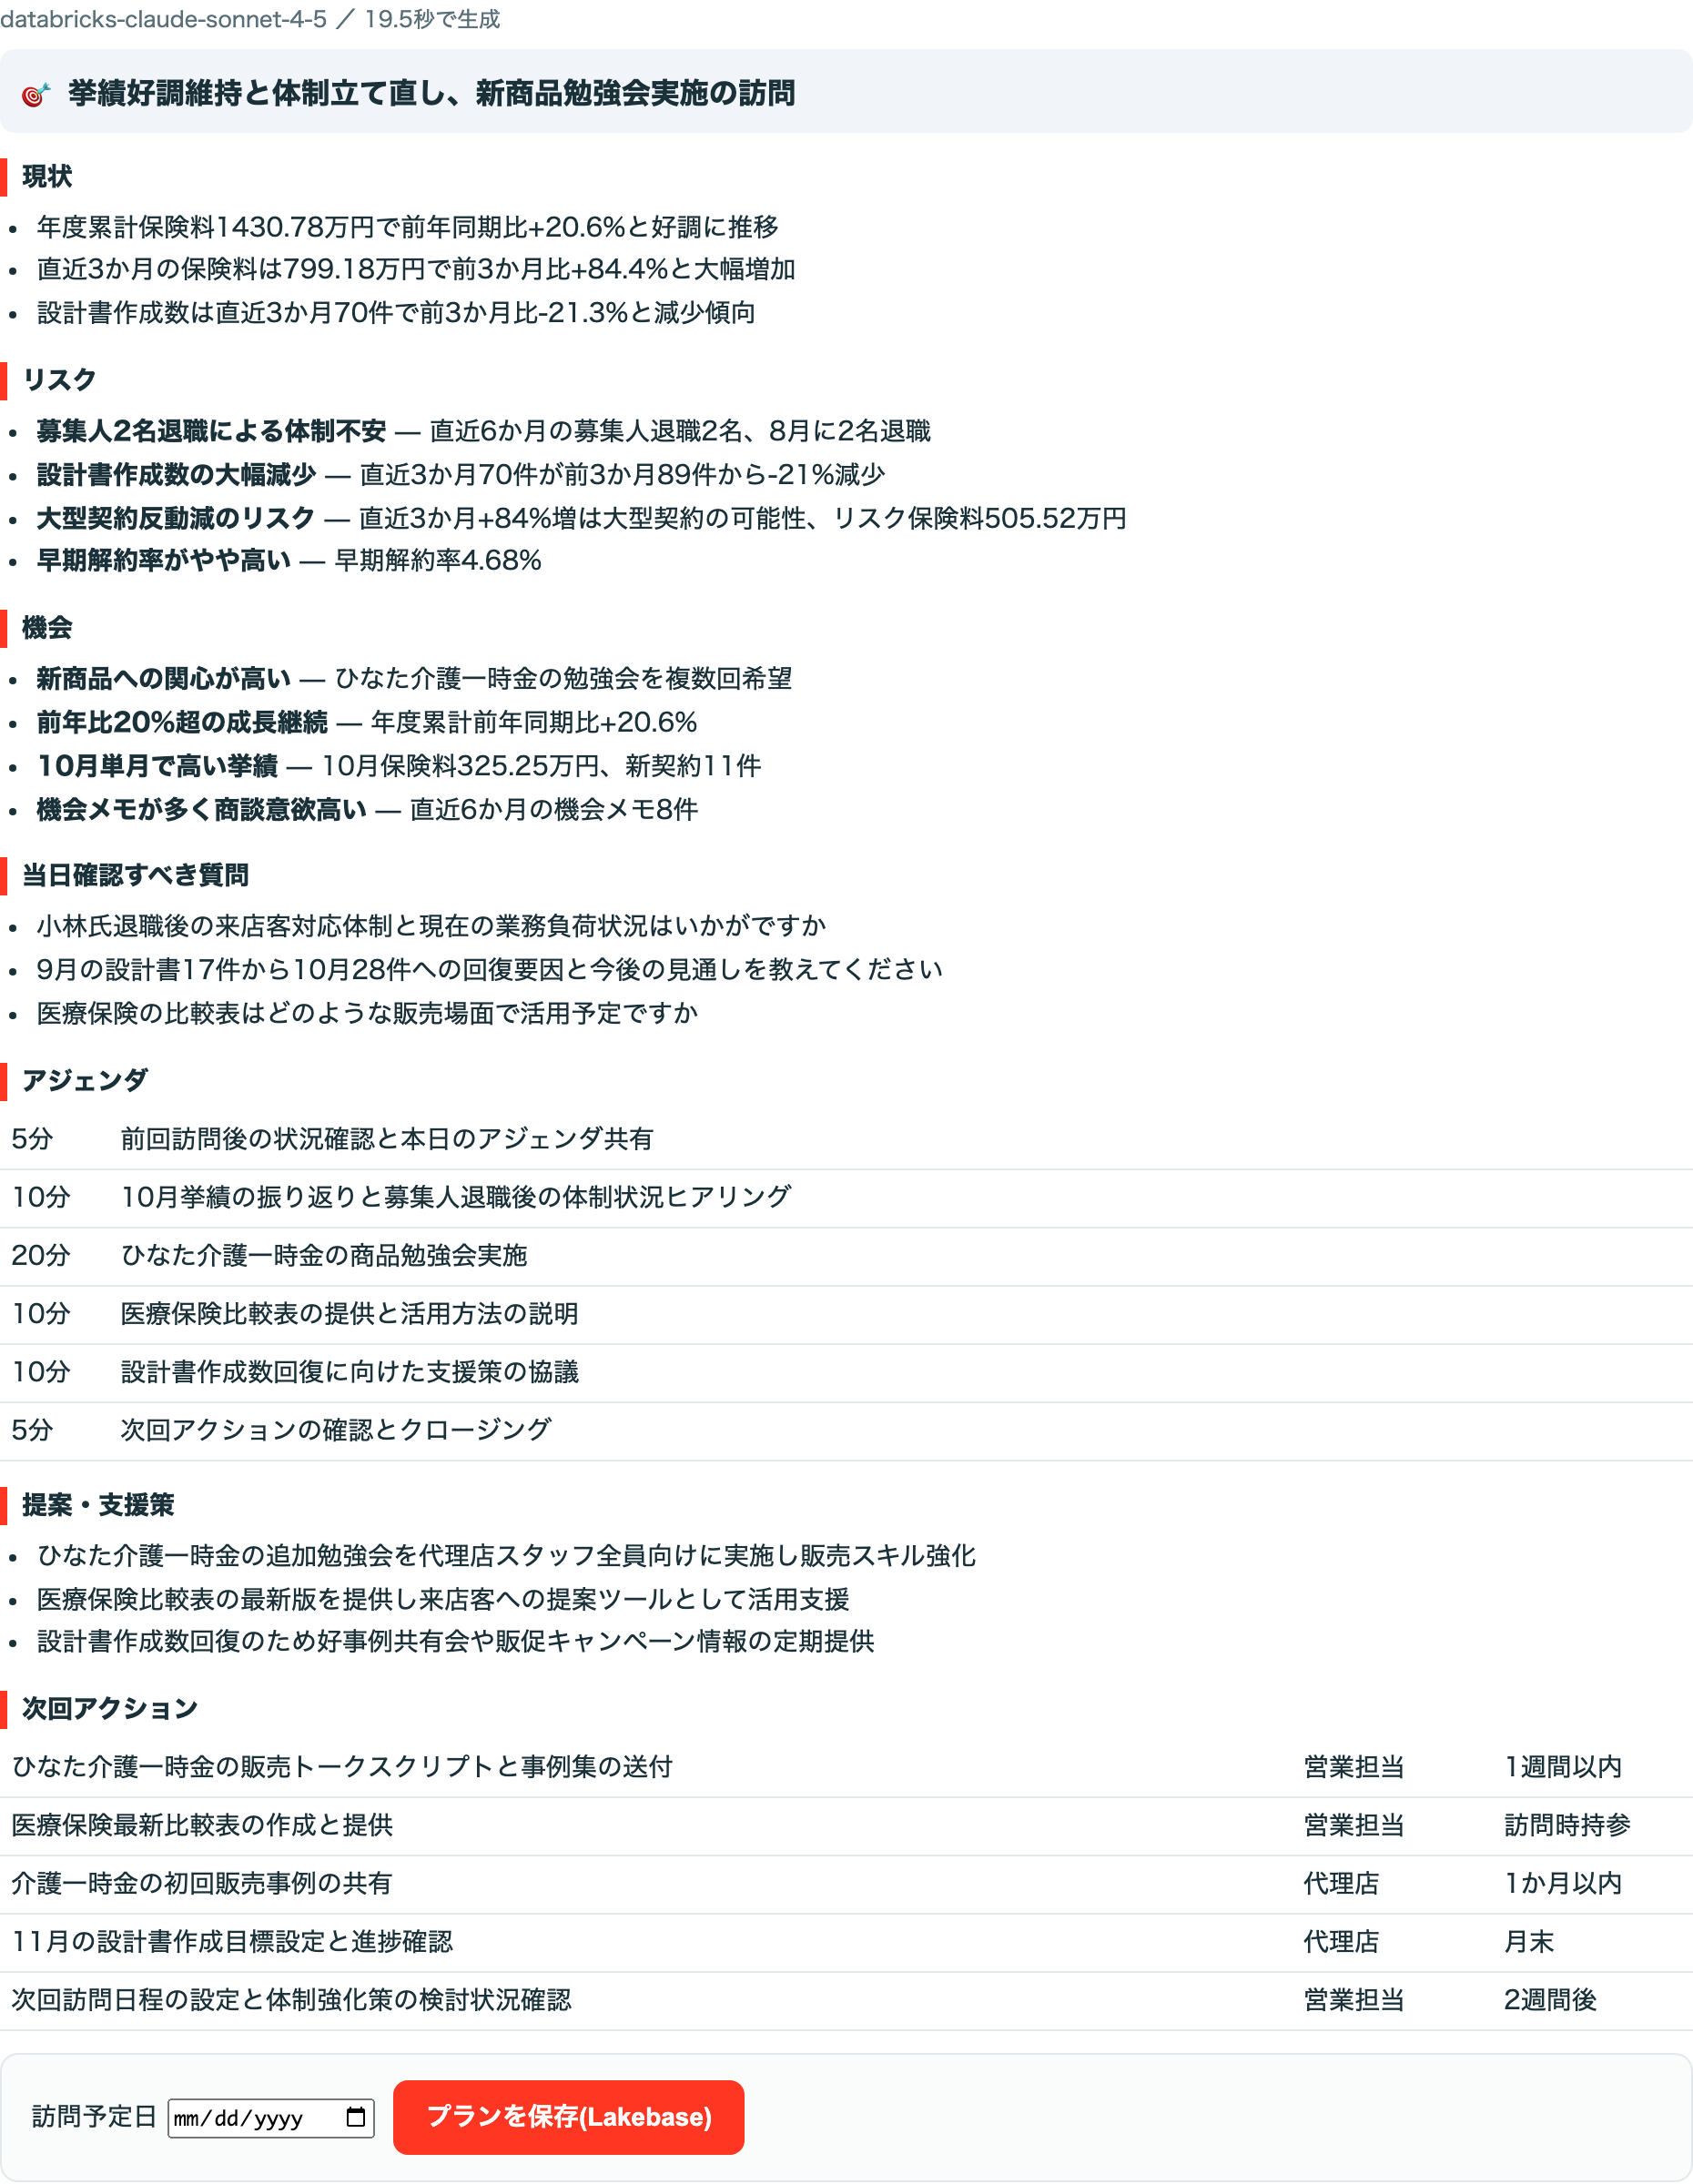 databricks-claude-sonnet-4-5 ／ 19.5秒で生成
🎯 挙績好調維持と体制立て直し、新商品勉強会実施の訪問
現状
• 年度累計保険料1430.78万円で前年同期比+20.6%と好調に推移
• 直近3か月の保険料は799.18万円で前3か月比+84.4%と大幅増加
• 設計書作成数は直近3か月70件で前3か月比-21.3%と減少傾向
リスク
• 募集人2名退職による体制不安 — 直近6か月の募集人退職2名、8月に2名退職
• 設計書作成数の大幅減少 — 直近3か月70件が前3か月89件から-21%減少
• 大型契約反動減のリスク — 直近3か月+84%増は大型契約の可能性、リスク保険料505.52万円
• 早期解約率がやや高い — 早期解約率4.68%
機会
• 新商品への関心が高い — ひなた介護一時金の勉強会を複数回希望
• 前年比20%超の成長継続 — 年度累計前年同期比+20.6%
• 10月単月で高い挙績 — 10月保険料325.25万円、新契約11件
• 機会メモが多く商談意欲高い — 直近6か月の機会メモ8件
当日確認すべき質問
• 小林氏退職後の来店客対応体制と現在の業務負荷状況はいかがですか
• 9月の設計書17件から10月28件への回復要因と今後の見通しを教えてください
• 医療保険の比較表はどのような販売場面で活用予定ですか
アジェンダ
5分 前回訪問後の状況確認と本日のアジェンダ共有
10分 10月挙績の振り返りと募集人退職後の体制状況ヒアリング
20分 ひなた介護一時金の商品勉強会実施
10分 医療保険比較表の提供と活用方法の説明
10分 設計書作成数回復に向けた支援策の協議
5分 次回アクションの確認とクロージング
提案・支援策
• ひなた介護一時金の追加勉強会を代理店スタッフ全員向けに実施し販売スキル強化
• 医療保険比較表の最新版を提供し来店客への提案ツールとして活用支援
• 設計書作成数回復のため好事例共有会や販促キャンペーン情報の定期提供
次回アクション
ひなた介護一時金の販売トークスクリプトと事例集の送付 営業担当 1週間以内
医療保険最新比較表の作成と提供 営業担当 訪問時持参
介護一時金の初回販売事例の共有 代理店 1か月以内
11月の設計書作成目標設定と進捗確認 代理店 月末
次回訪問日程の設定と体制強化策の検討状況確認 営業担当 2週間後
訪問予定日 mm/dd/yyyy プランを保存(Lakebase)